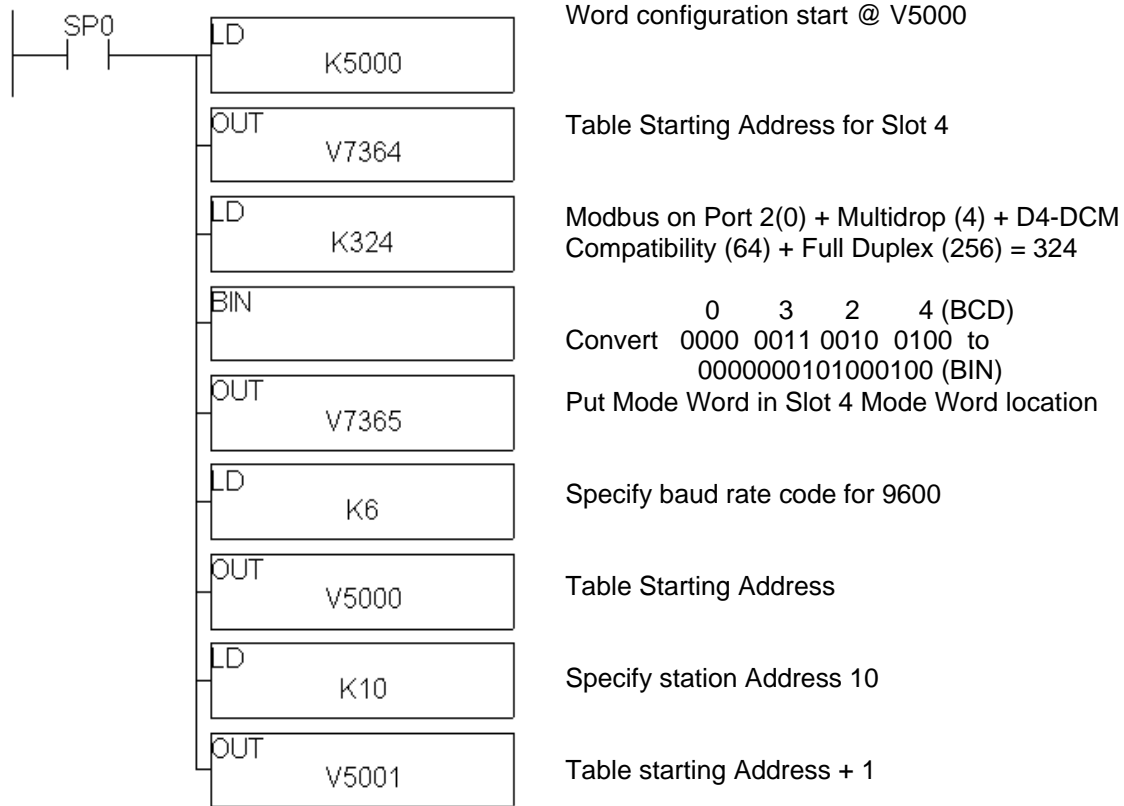 SP0
LD
K5000
Word configuration start @ V5000
OUT
V7364
Table Starting Address for Slot 4
LD
K324
Modbus on Port 2(0) + Multidrop (4) + D4-DCM
Compatibility (64) + Full Duplex (256) = 324
BIN
0 3 2 4 (BCD)
Convert 0000 0011 0010 0100 to
0000000101000100 (BIN)
OUT
V7365
Put Mode Word in Slot 4 Mode Word location
LD
K6
Specify baud rate code for 9600
OUT
V5000
Table Starting Address
LD
K10
Specify station Address 10
OUT
V5001
Table starting Address + 1